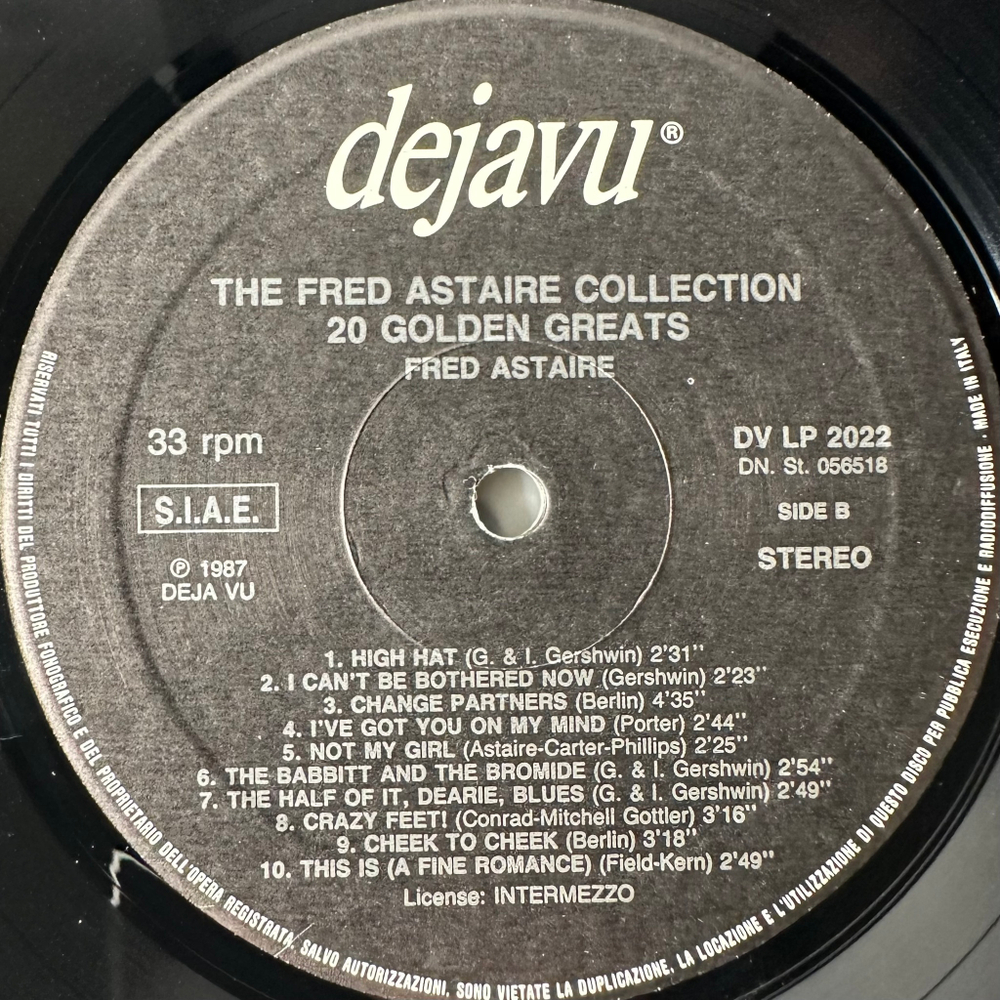 dejavu®
THE FRED ASTAIRE COLLECTION
20 GOLDEN GREATS
FRED ASTAIRE
33 rpm
S.I.A.E.
℗ 1987
DEJA VU
DV LP 2022
DN. St. 056518
SIDE B
STEREO
1. HIGH HAT (G. & I. Gershwin) 2'31''
2. I CAN'T BE BOTHERED NOW (Gershwin) 2'23''
3. CHANGE PARTNERS (Berlin) 4'35''
4. I'VE GOT YOU ON MY MIND (Porter) 2'44''
5. NOT MY GIRL (Astaire-Carter-Phillips) 2'25''
6. THE BABBITT AND THE BROMIDE (G. & I. Gershwin) 2'54''
7. THE HALF OF IT, DEARIE, BLUES (G. & I. Gershwin) 2'49''
8. CRAZY FEET! (Conrad-Mitchell Gottler) 3'16''
9. CHEEK TO CHEEK (Berlin) 3'18''
10. THIS IS (A FINE ROMANCE) (Field-Kern) 2'49''
License: INTERMEZZO
RISERVATI TUTTI I DIRITTI DEL PRODUTTORE FONOGRAFICO E DEL PROPRIETARIO DELL'OPERA REGISTRATA. SALVO AUTORIZZAZIONI, SONO VIETATE LA DUPLICAZIONE, LA LOCAZIONE E L'UTILIZZAZIONE DI QUESTO DISCO PER PUBBLICA ESECUZIONE E RADIODIFFUSIONE · MADE IN ITALY